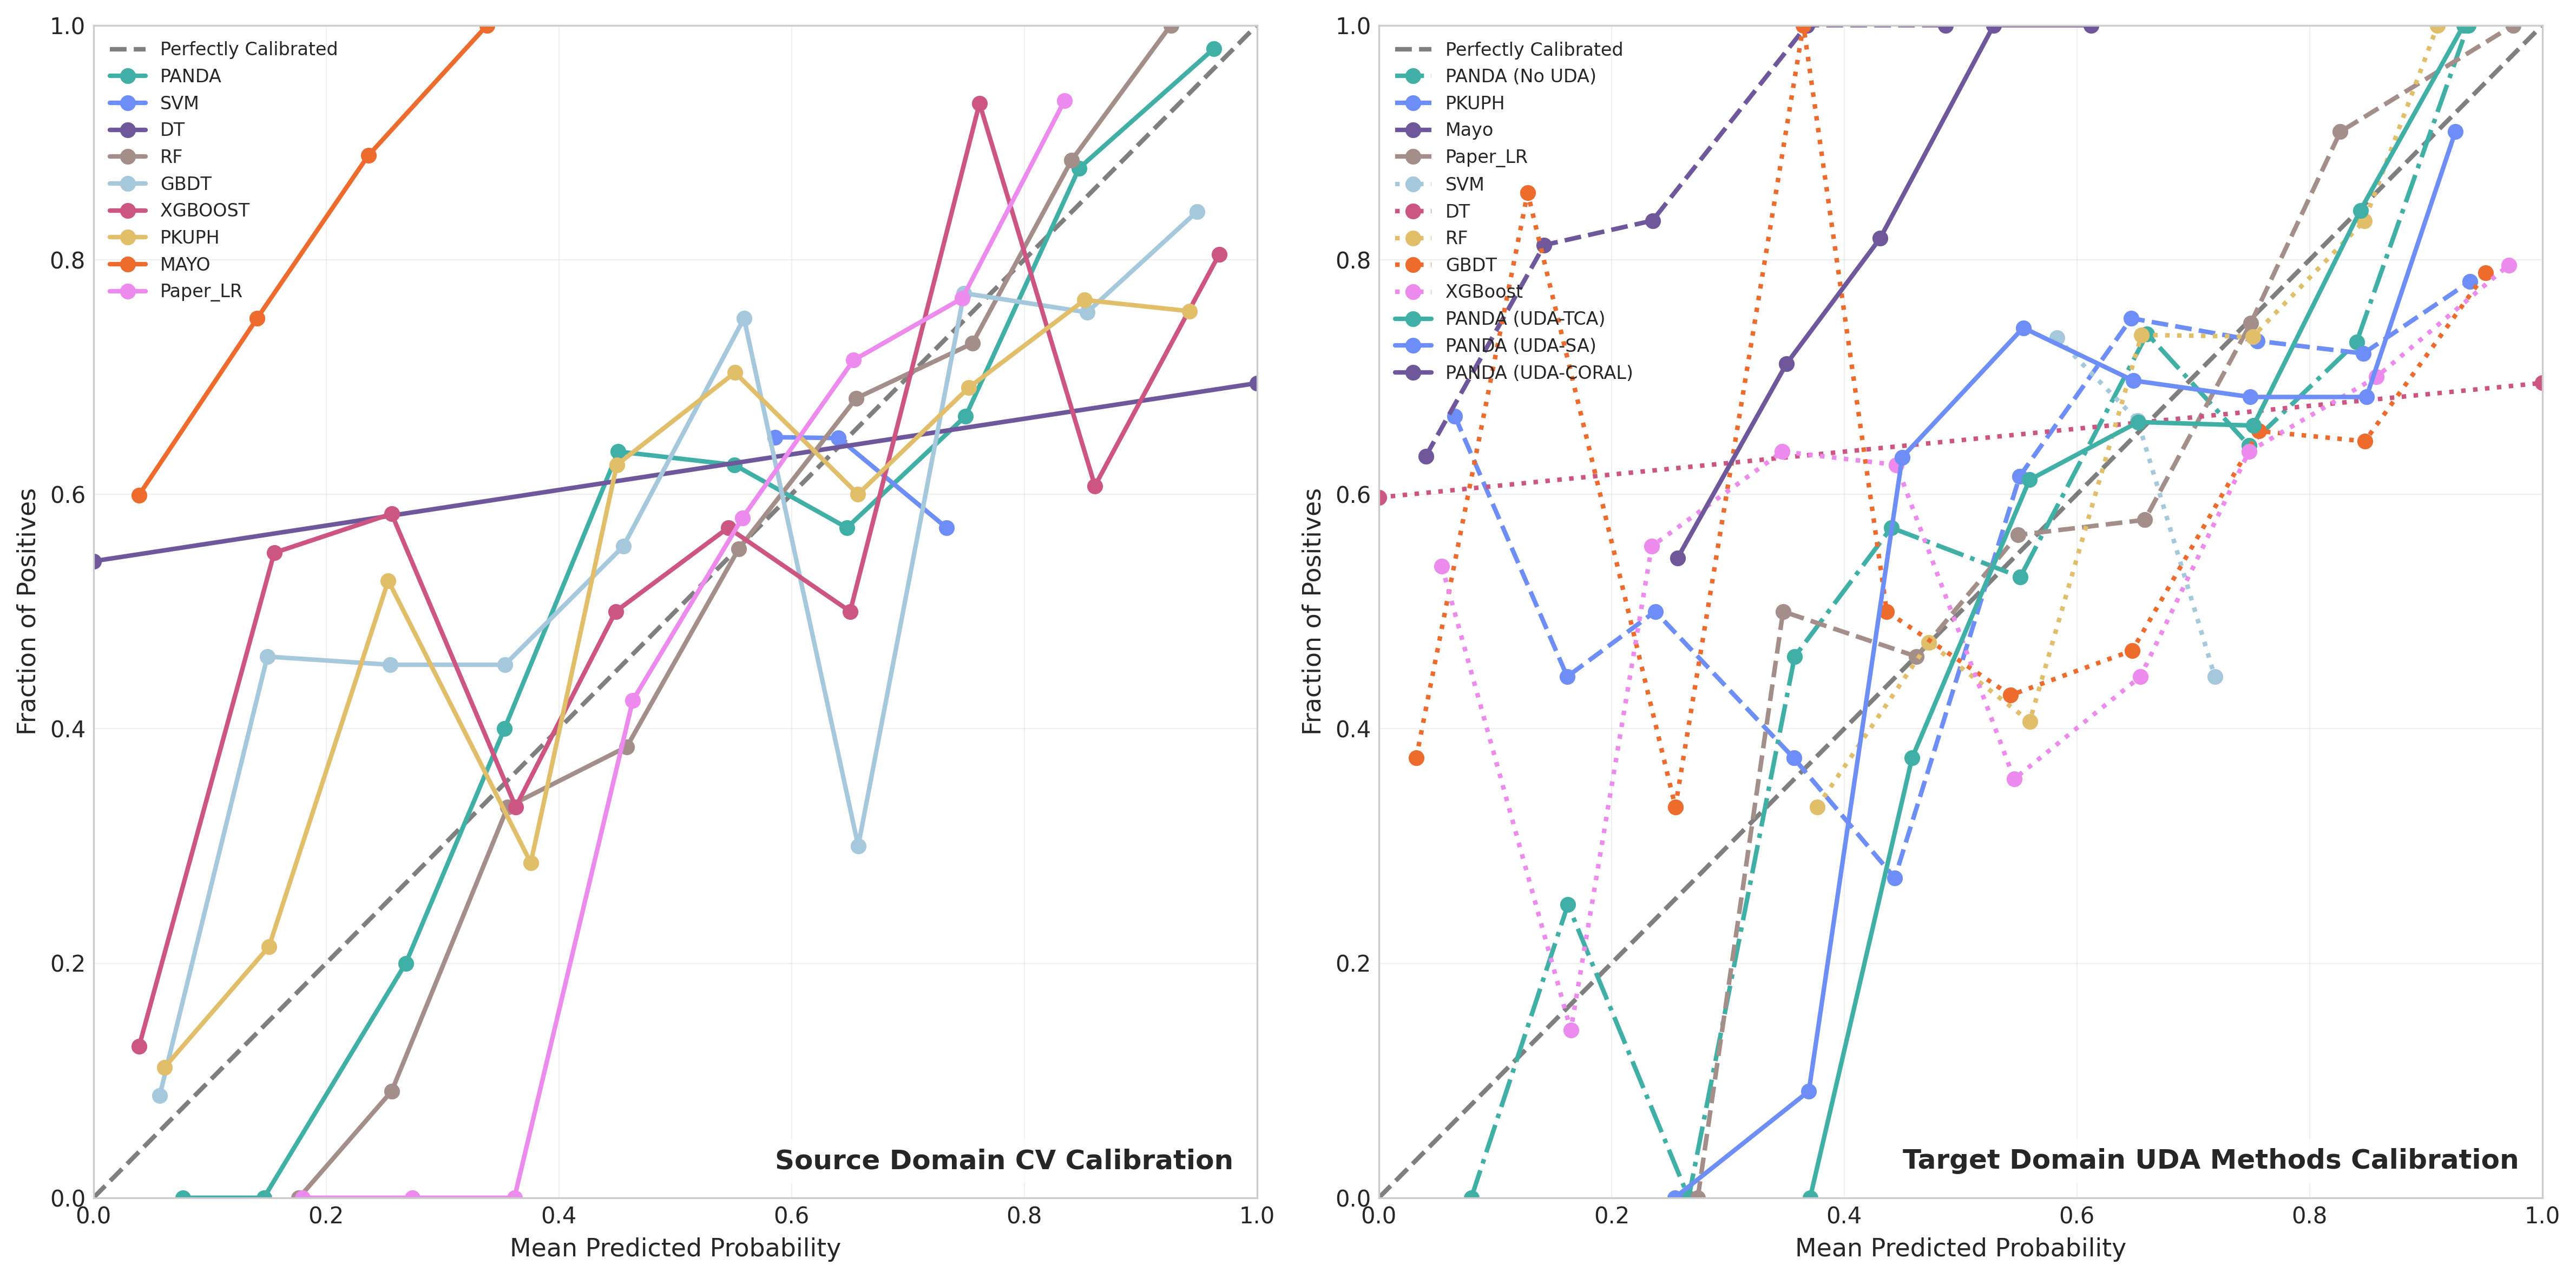 1.0
0.8
0.6
0.4
0.2
0.0
Fraction of Positives
Perfectly Calibrated
PANDA
SVM
DT
RF
GBDT
XGBOOST
PKUPH
MAYO
Paper_LR
Source Domain CV Calibration
0.0 0.2 0.4 0.6 0.8 1.0
Mean Predicted Probability
1.0
0.8
0.6
0.4
0.2
0.0
Fraction of Positives
Perfectly Calibrated
PANDA (No UDA)
PKUPH
Mayo
Paper_LR
SVM
DT
RF
GBDT
XGBoost
PANDA (UDA-TCA)
PANDA (UDA-SA)
PANDA (UDA-CORAL)
Target Domain UDA Methods Calibration
0.0 0.2 0.4 0.6 0.8 1.0
Mean Predicted Probability